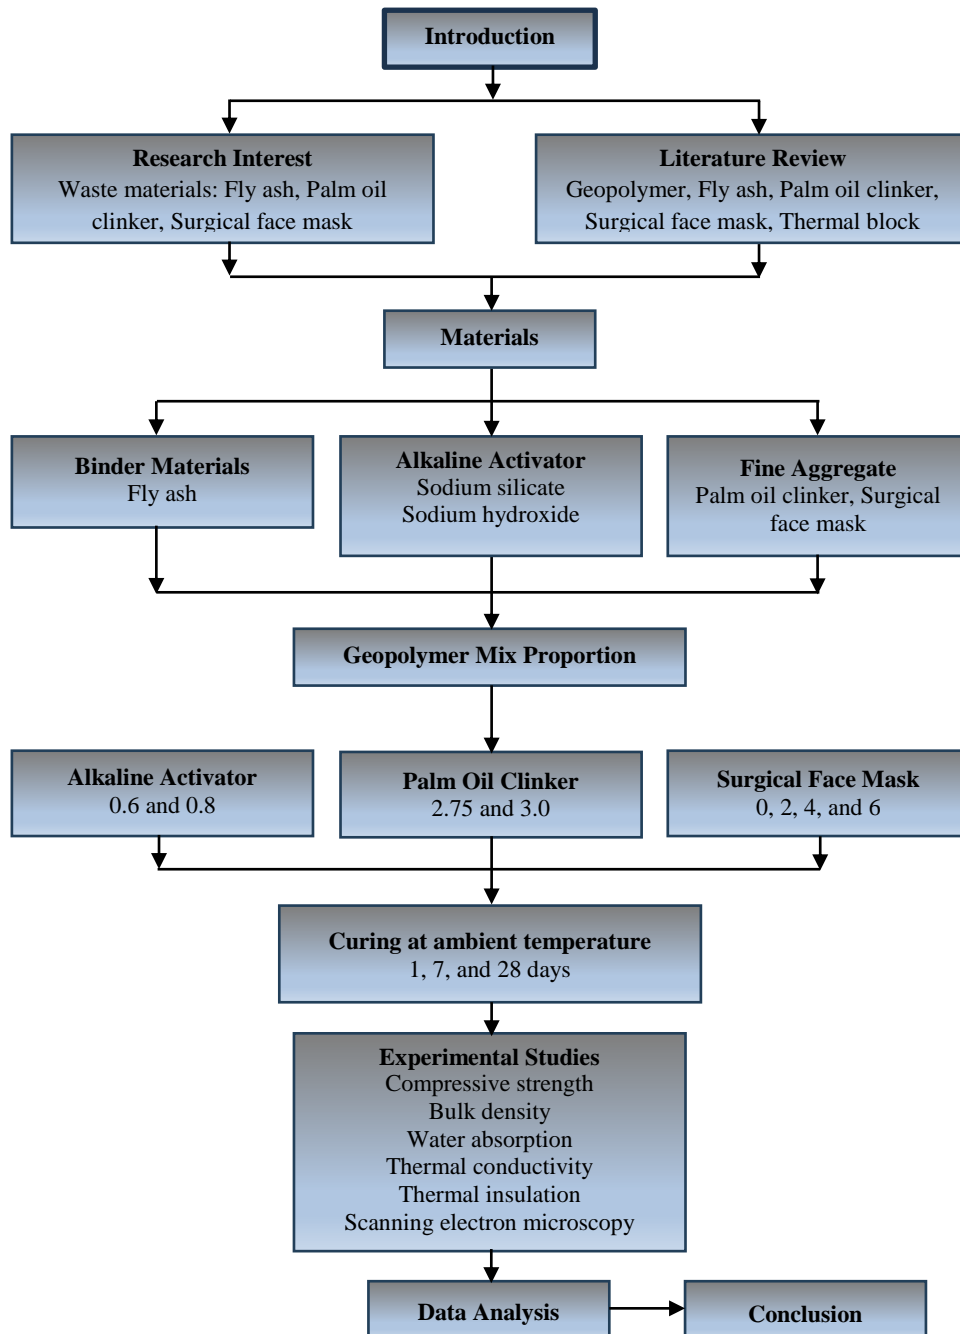 Introduction
Research Interest
Waste materials: Fly ash, Palm oil
clinker, Surgical face mask
Literature Review
Geopolymer, Fly ash, Palm oil clinker,
Surgical face mask, Thermal block
Materials
Binder Materials
Fly ash
Alkaline Activator
Sodium silicate
Sodium hydroxide
Fine Aggregate
Palm oil clinker, Surgical
face mask
Geopolymer Mix Proportion
Alkaline Activator
0.6 and 0.8
Palm Oil Clinker
2.75 and 3.0
Surgical Face Mask
0, 2, 4, and 6
Curing at ambient temperature
1, 7, and 28 days
Experimental Studies
Compressive strength
Bulk density
Water absorption
Thermal conductivity
Thermal insulation
Scanning electron microscopy
Data Analysis
Conclusion